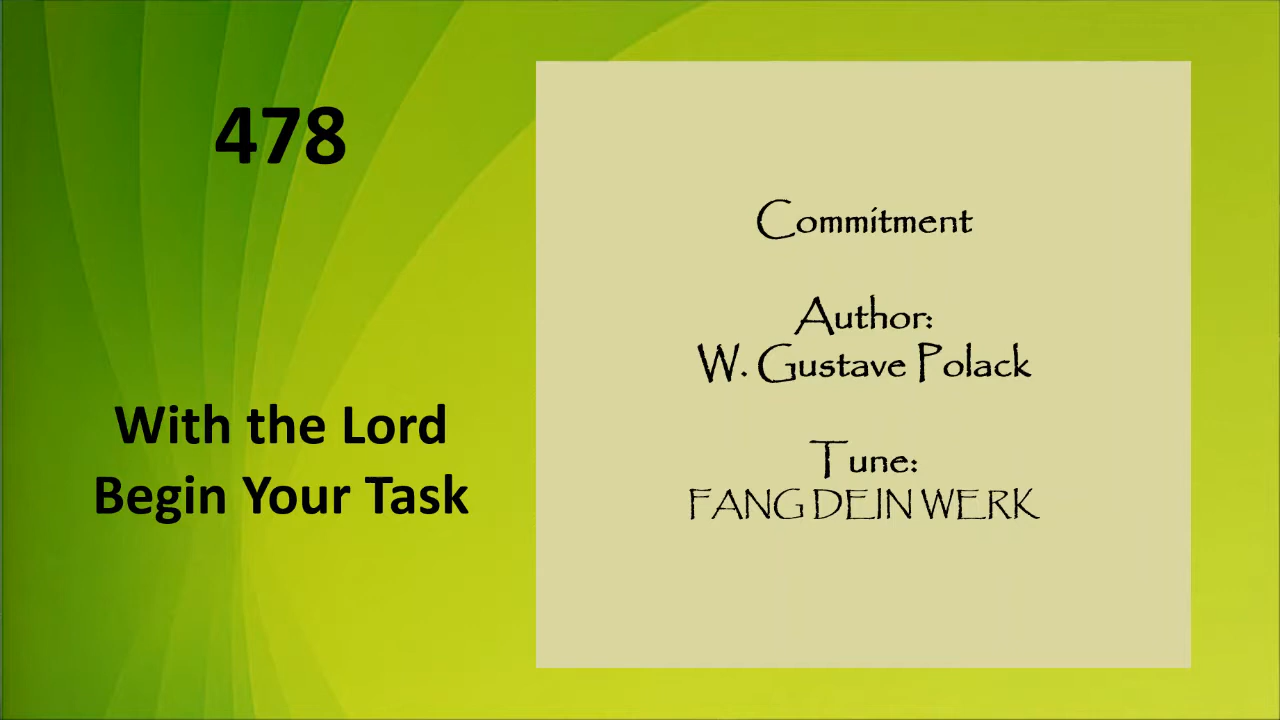 478
With the Lord
Begin Your Task
Commitment
Author:
W. Gustave Polack
Tune:
FANG DEIN WERK